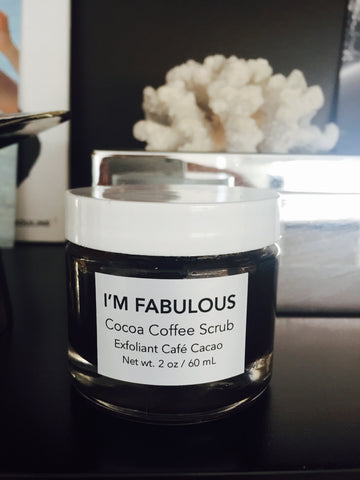 I'M FABULOUS
Cocoa Coffee Scrub
Exfoliant Café Cacao
Net wt. 2 oz / 60 mL